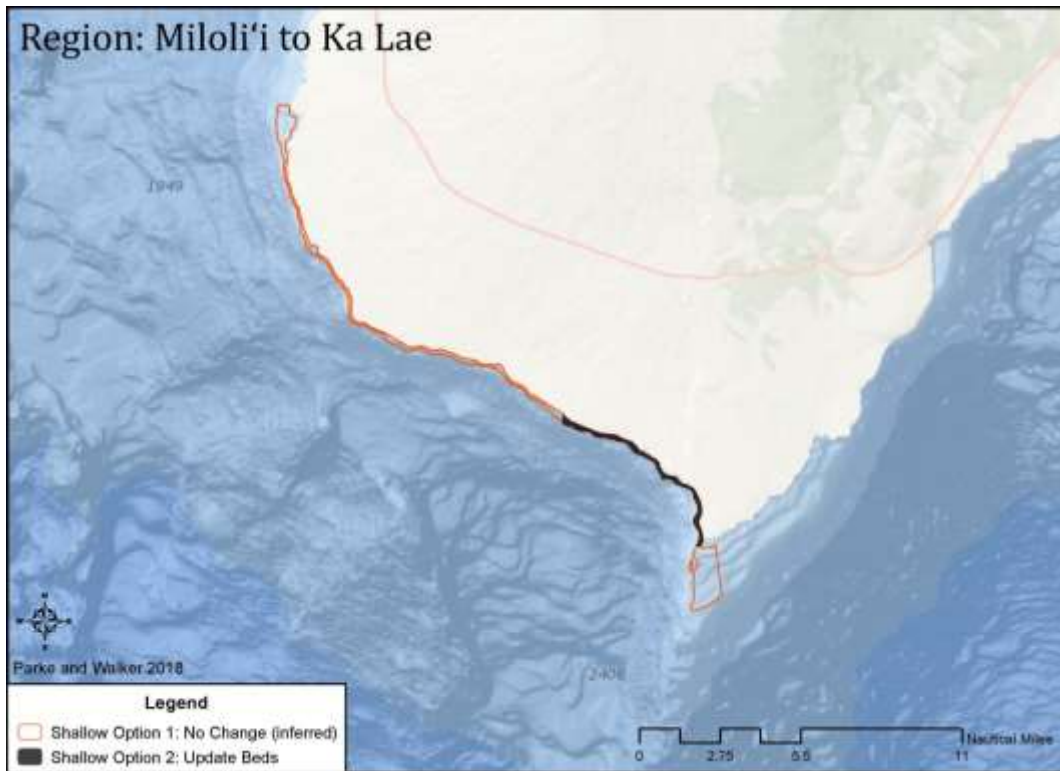 Region: Miloliʻi to Ka Lae
1949
2406
Parke and Walker 2018
Legend
Shallow Option 1: No Change (inferred)
Shallow Option 2: Update Beds
Nautical Miles
0 2.75 5.5 11